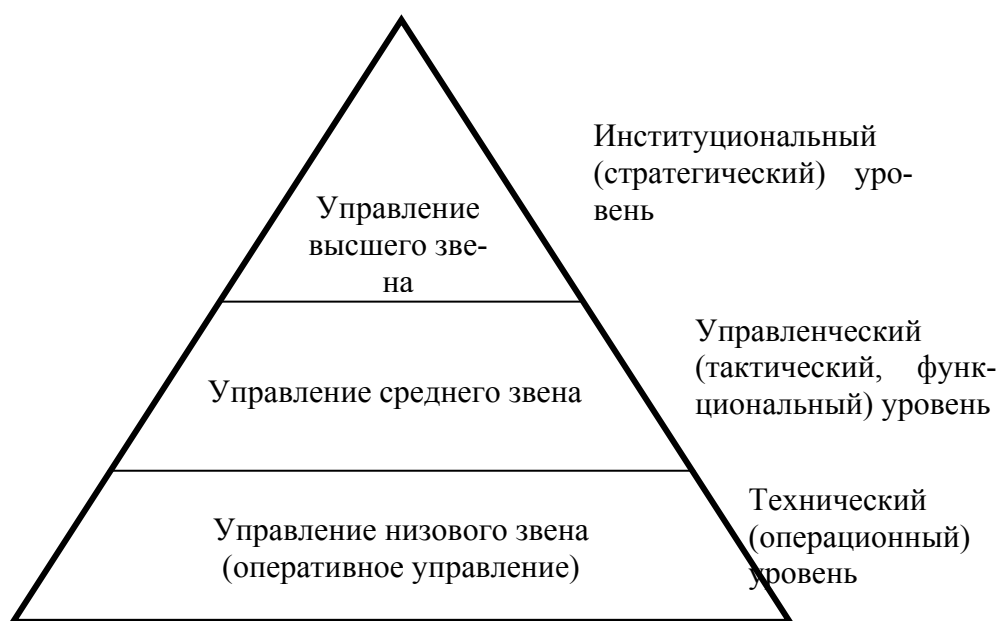 Институциональный
(стратегический) уро-
вень
Управление
высшего зве-
на
Управленческий
(тактический, функ-
циональный) уровень
Управление среднего звена
Технический
(операционный)
уровень
Управление низового звена
(оперативное управление)